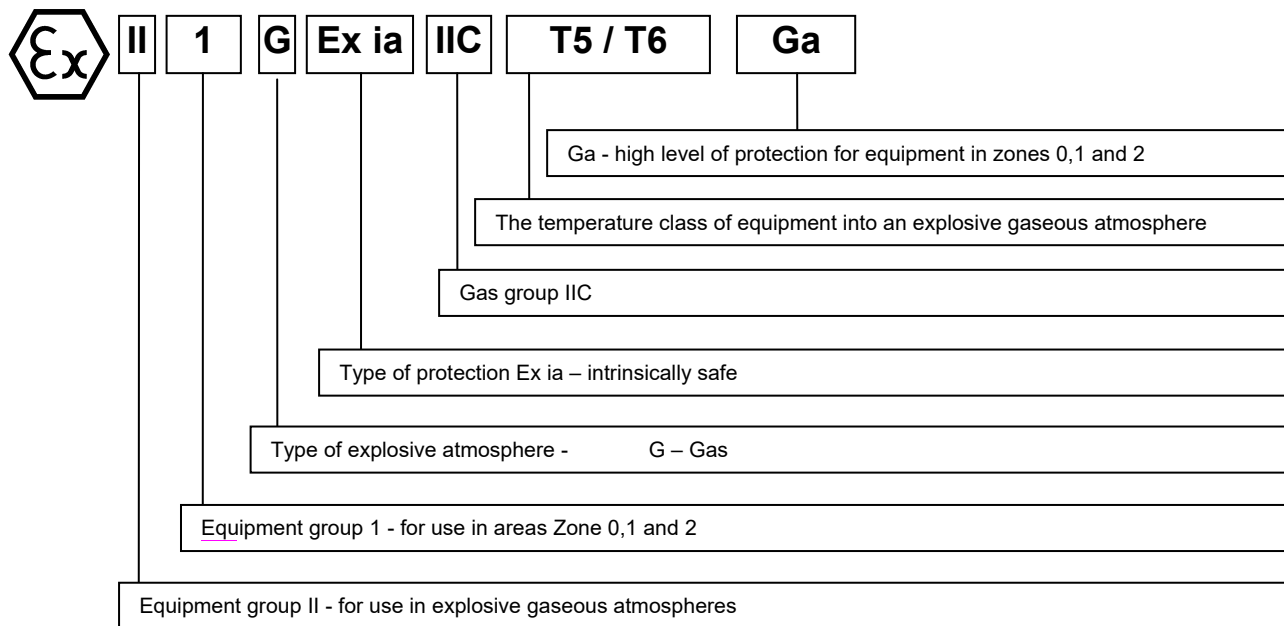 Ex II 1 G Ex ia IIC T5 / T6 Ga
Ga - high level of protection for equipment in zones 0,1 and 2
The temperature class of equipment into an explosive gaseous atmosphere
Gas group IIC
Type of protection Ex ia – intrinsically safe
Type of explosive atmosphere - G – Gas
Equipment group 1 - for use in areas Zone 0,1 and 2
Equipment group II - for use in explosive gaseous atmospheres